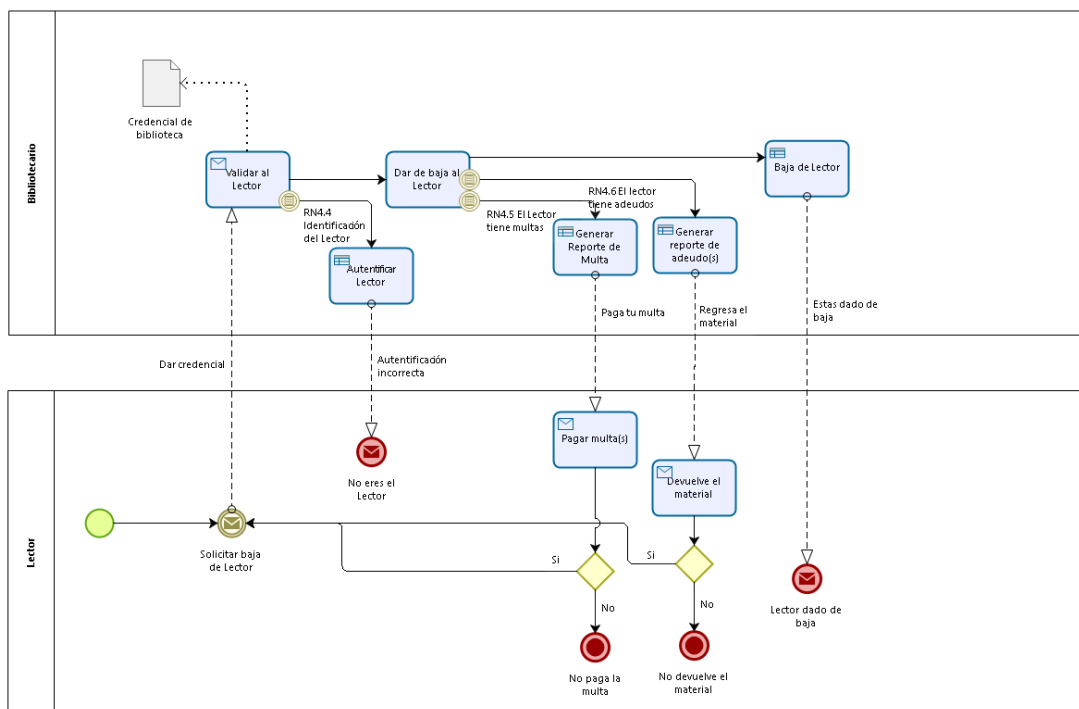 Bibliotecario
Credencial de
biblioteca
Validar al
Lector
Dar de baja al
Lector
Baja de Lector
RN4.4
Identificación
del Lector
RN4.5 El Lector
tiene multas
RN4.6 El lector
tiene adeudos
Autentificar
Lector
Generar
Reporte de
Multa
Generar
reporte de
adeudo(s)
Dar credencial
Autentificación
incorrecta
Paga tu multa
Regresa el
material
Estas dado de
baja
Lector
No eres el
Lector
Pagar multa(s)
Devuelve el
material
Solicitar baja
de Lector
Si
Si
No
No
Lector dado de
baja
No paga la
multa
No devuelve el
material